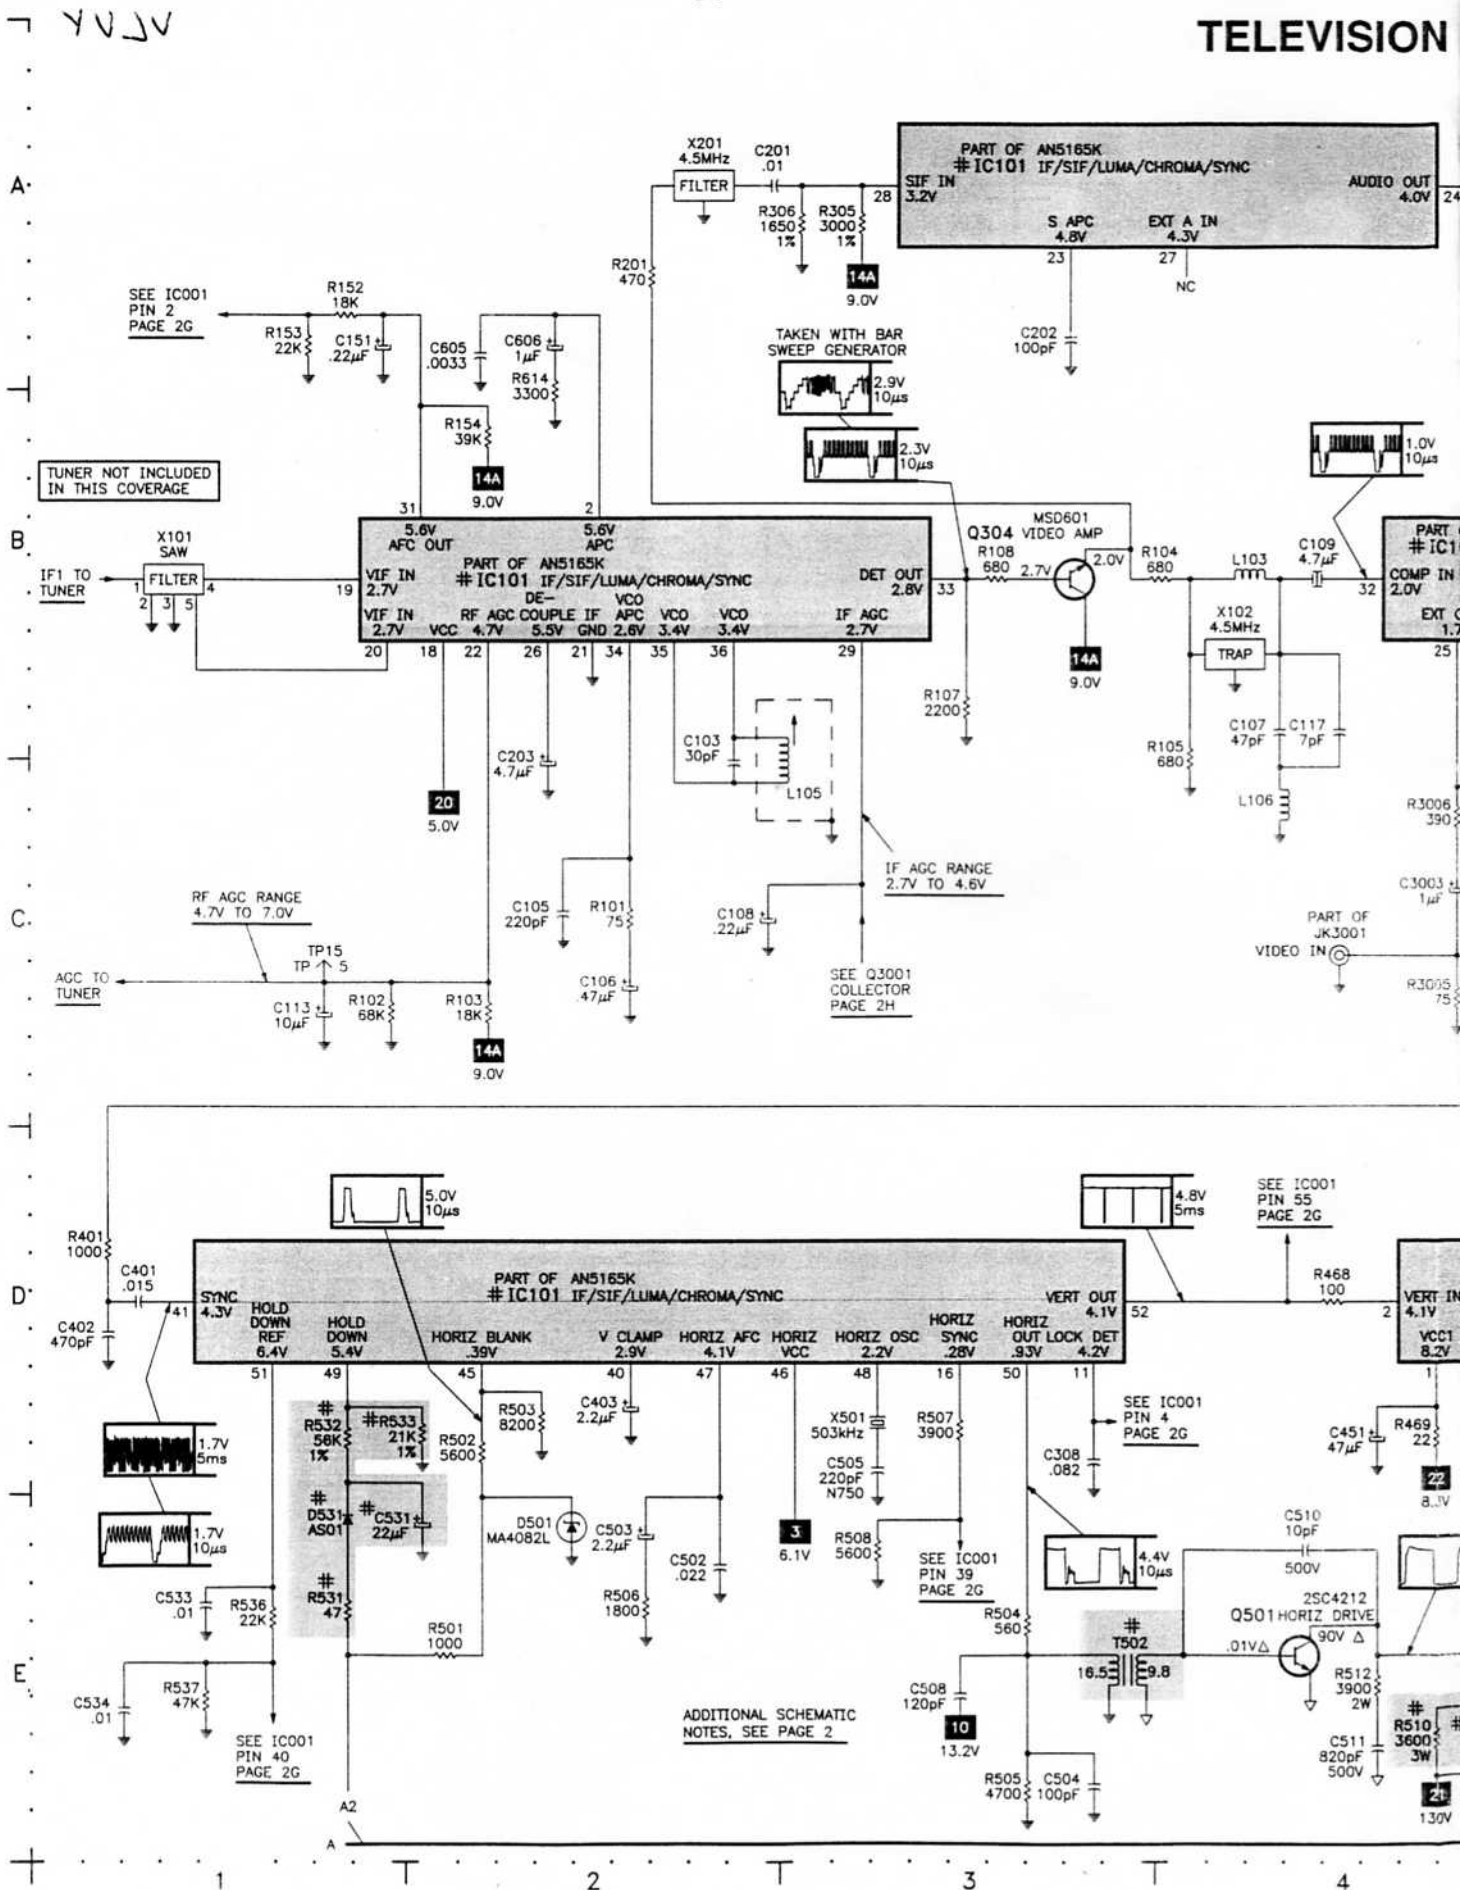 TELEVISION
A
X201
4.5MHz
FILTER
C201
.01
R306
1650
1%
R305
3000
1%
14A
9.0V
28
SIF IN
3.2V
PART OF AN5165K
#IC101 IF/SIF/LUMA/CHROMA/SYNC
AUDIO OUT
4.0V
24
S APC
4.8V
23
EXT A IN
4.3V
27
NC
R201
470
C202
100pF
SEE IC001
PIN 2
PAGE 2G
R152
18K
R153
22K
C151
.22µF
C605
.0033
C606
1µF
R614
3300
R154
39K
14A
9.0V
TAKEN WITH BAR
SWEEP GENERATOR
2.9V
10µs
2.3V
10µs
1.0V
10µs
TUNER NOT INCLUDED
IN THIS COVERAGE
B
X101
SAW
FILTER
IF1 TO
TUNER
1
2
3
5
4
31
5.6V
AFC OUT
2
5.6V
APC
PART OF AN5165K
#IC101 IF/SIF/LUMA/CHROMA/SYNC
19
VIF IN
2.7V
VIF IN
2.7V
20
VCC
18
RF AGC
4.7V
22
DE-
COUPLE
5.5V
26
IF
GND
21
VCO
APC
2.6V
34
VCO
3.4V
35
VCO
3.4V
36
IF AGC
2.7V
29
DET OUT
2.8V
33
R108
680
MSD601
Q304 VIDEO AMP
2.7V
2.0V
14A
9.0V
R104
680
L103
C109
4.7µF
32
COMP IN
2.0V
PART
25
X102
4.5MHz
TRAP
R107
2200
R105
680
C107
47pF
C117
7pF
L106
C103
30pF
L105
C203
4.7µF
20
5.0V
R3006
390
C3003
1µF
PART OF
JK3001
VIDEO IN
R3005
75
C
RF AGC RANGE
4.7V TO 7.0V
IF AGC RANGE
2.7V TO 4.6V
C105
220pF
R101
75
C108
.22µF
TP15
TP 5
AGC TO
TUNER
C113
10µF
R102
68K
R103
18K
14A
9.0V
C106
.47µF
SEE Q3001
COLLECTOR
PAGE 2H
5.0V
10µs
4.8V
5ms
SEE IC001
PIN 55
PAGE 2G
R401
1000
C401
.015
D
C402
470pF
41
SYNC
4.3V
PART OF AN5165K
#IC101 IF/SIF/LUMA/CHROMA/SYNC
HOLD
DOWN
REF
6.4V
51
HOLD
DOWN
5.4V
49
HORIZ BLANK
.39V
45
V CLAMP
2.9V
40
HORIZ AFC
4.1V
47
HORIZ
VCC
46
HORIZ OSC
2.2V
48
HORIZ
SYNC
.28V
16
HORIZ
OUT
.93V
50
LOCK DET
4.2V
11
VERT OUT
4.1V
52
R468
100
2
VERT IN
4.1V
VCC1
8.2V
1
#
R532
56K
1%
#R533
21K
1%
R503
8200
R502
5600
C403
2.2µF
X501
503kHz
R507
3900
SEE IC001
PIN 4
PAGE 2G
C308
.082
C451
47µF
R469
22
22
1.7V
5ms
1.7V
10µs
#
D531
AS01
#
C531
22µF
D501
MA4082L
C503
2.2µF
C502
.022
3
6.1V
C505
220pF
N750
R508
5600
SEE IC001
PIN 39
PAGE 2G
4.4V
10µs
C510
10pF
500V
#
R531
47
C533
.01
R536
22K
R501
1000
R506
1800
R504
560
#
T502
16.5
9.8
2SC4212
Q501 HORIZ DRIVE
.01V△
90V △
E
C534
.01
R537
47K
SEE IC001
PIN 40
PAGE 2G
ADDITIONAL SCHEMATIC
NOTES, SEE PAGE 2
C508
120pF
10
13.2V
R512
3900
2W
#
R510
3600
3W
C511
820pF
500V
R505
4700
C504
100pF
21
130V
A2
A
1
2
3
4